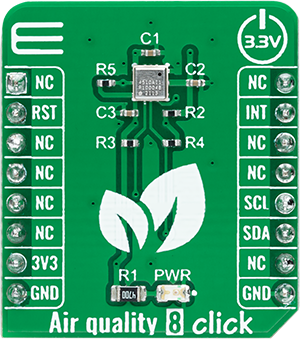 3.3V
C1
R5 C2
NC NC
RST C3 R2 INT
NC R3 R4 NC
NC NC
NC SCL
NC SDA
3V3 R1 PWR NC
4700
GND GND
Air quality 8 click